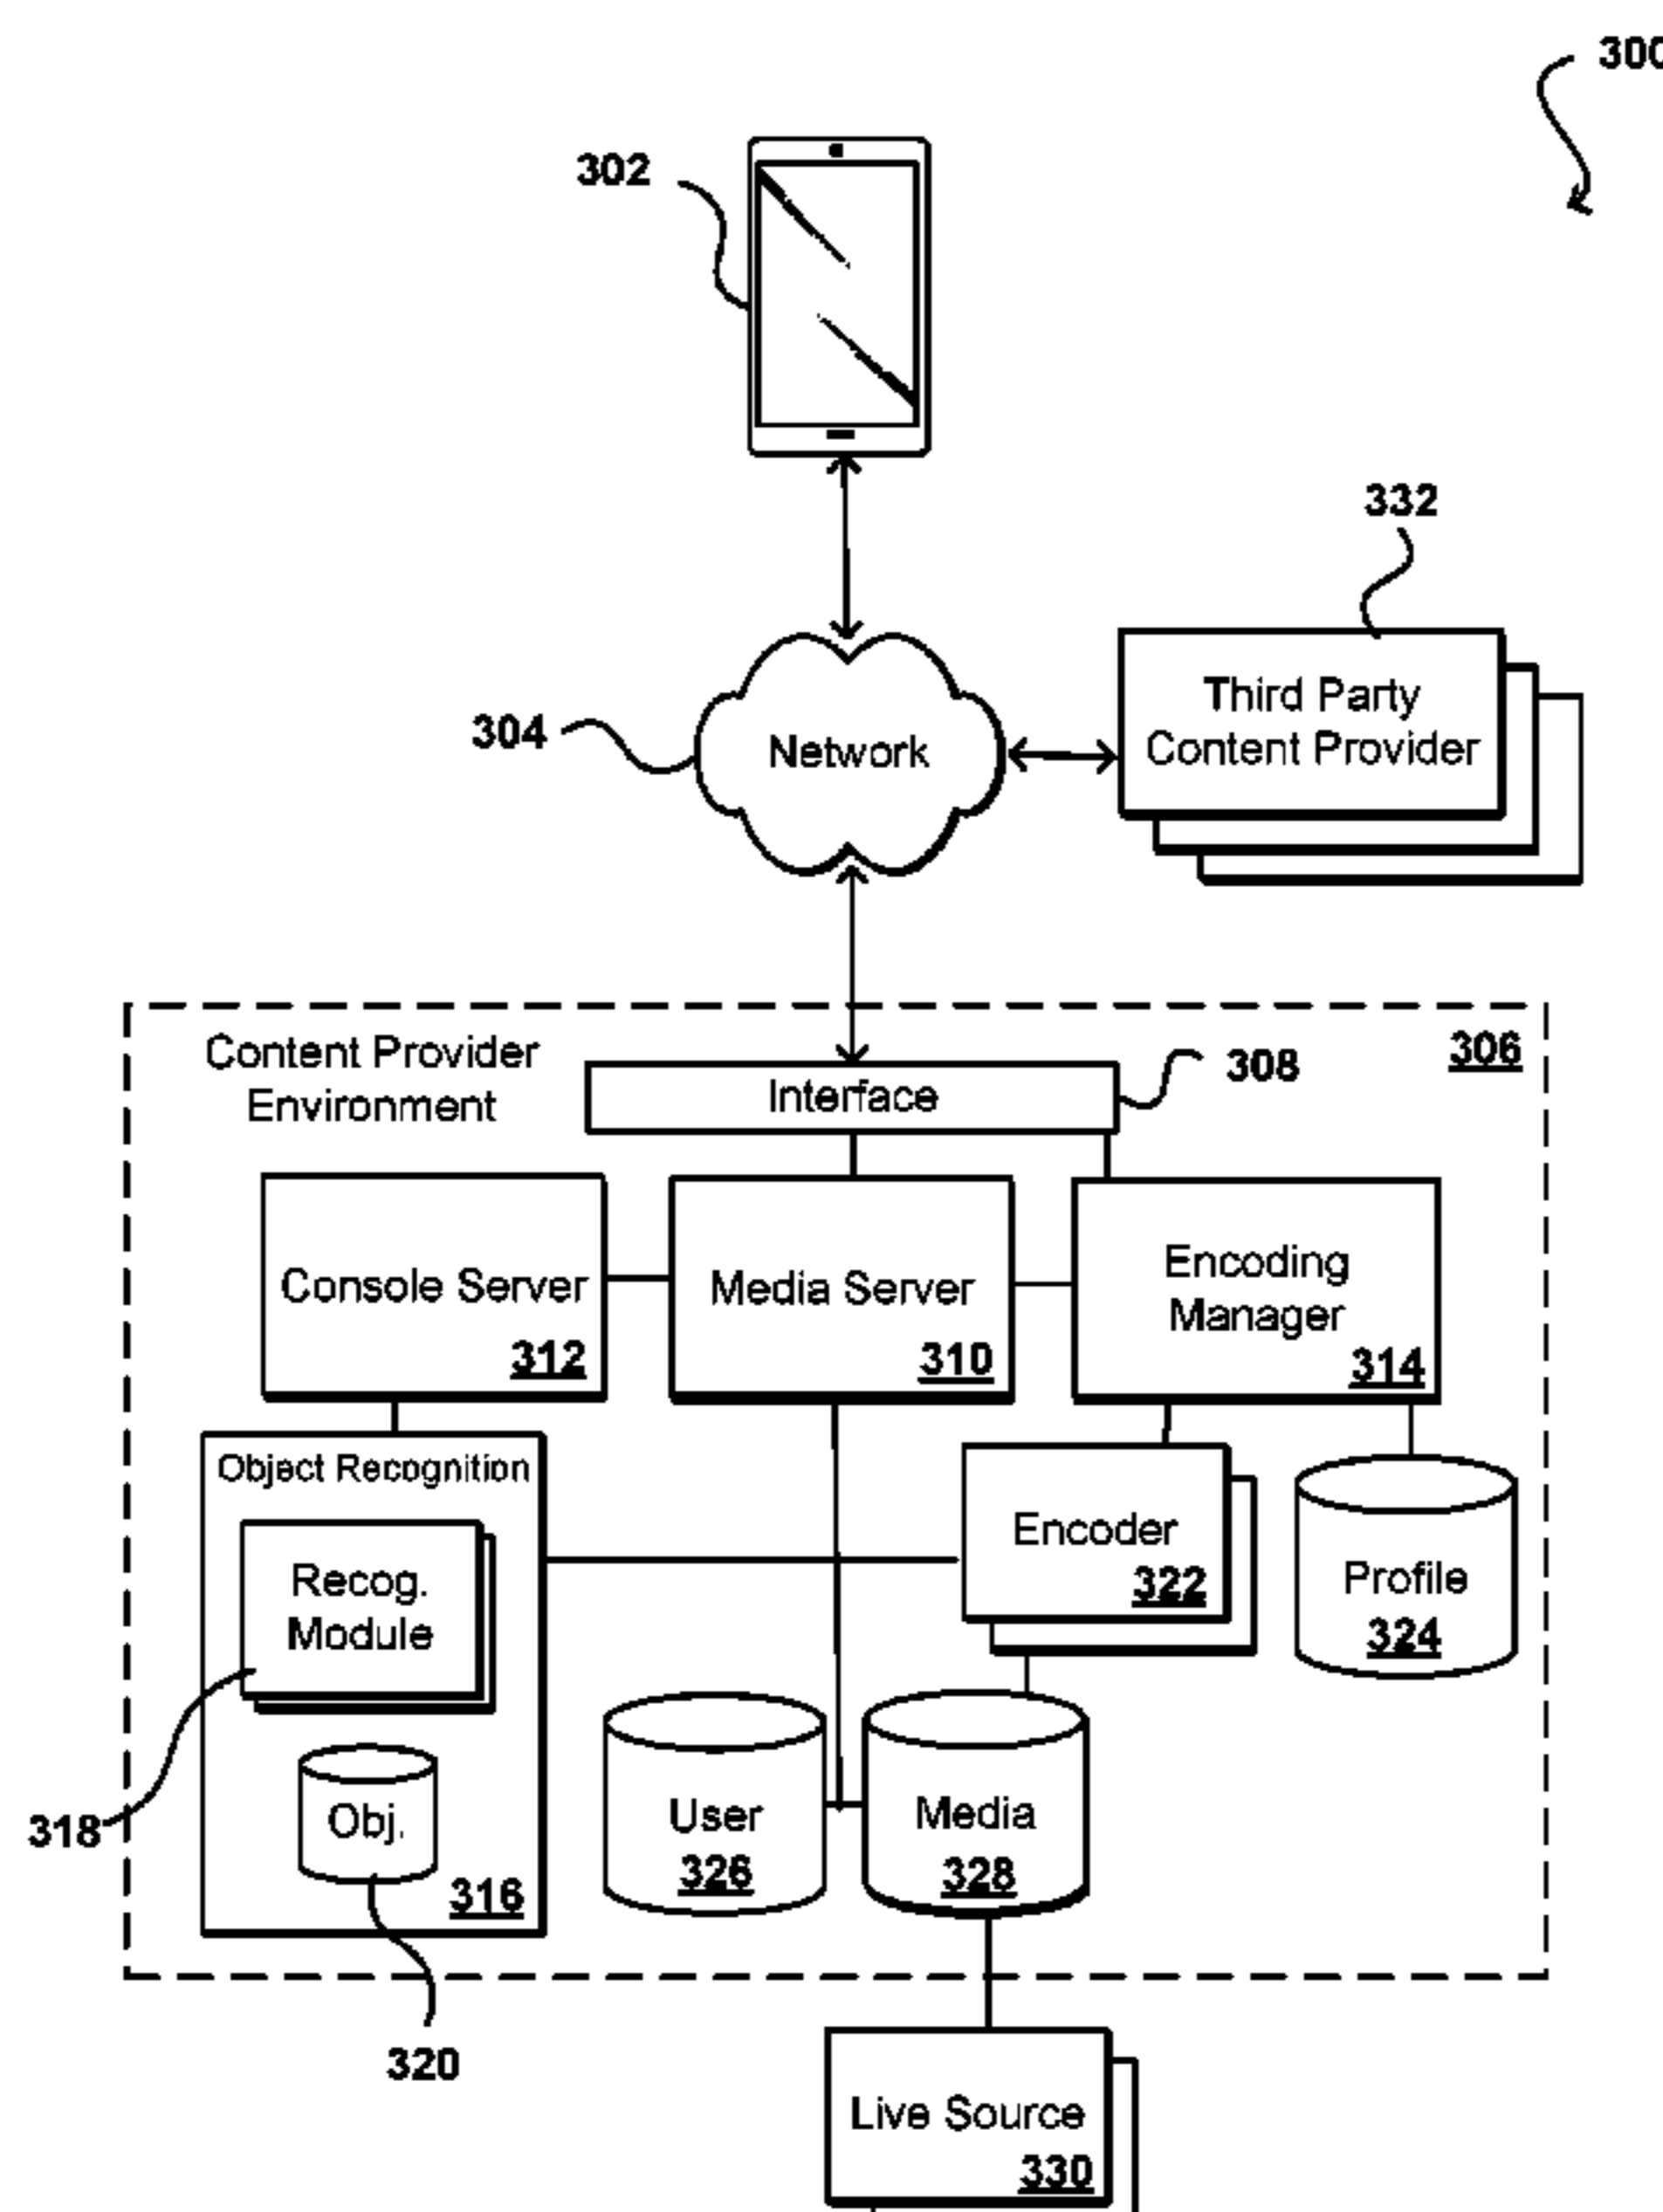 300
302
332
Third Party
Content Provider
304
Network
Content Provider
Environment
306
308
Interface
Console Server
312
Media Server
310
Encoding
Manager
314
Object Recognition
Recog.
Module
Encoder
322
Profile
324
318
Obj.
316
User
326
Media
328
320
Live Source
330